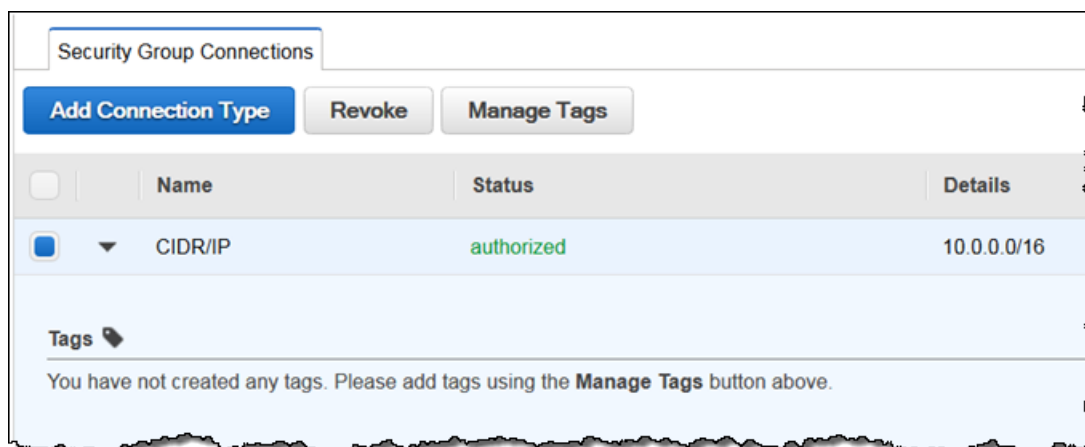 Security Group Connections
Add Connection Type Revoke Manage Tags
Name Status Details
CIDR/IP authorized 10.0.0.0/16
Tags
You have not created any tags. Please add tags using the Manage Tags button above.